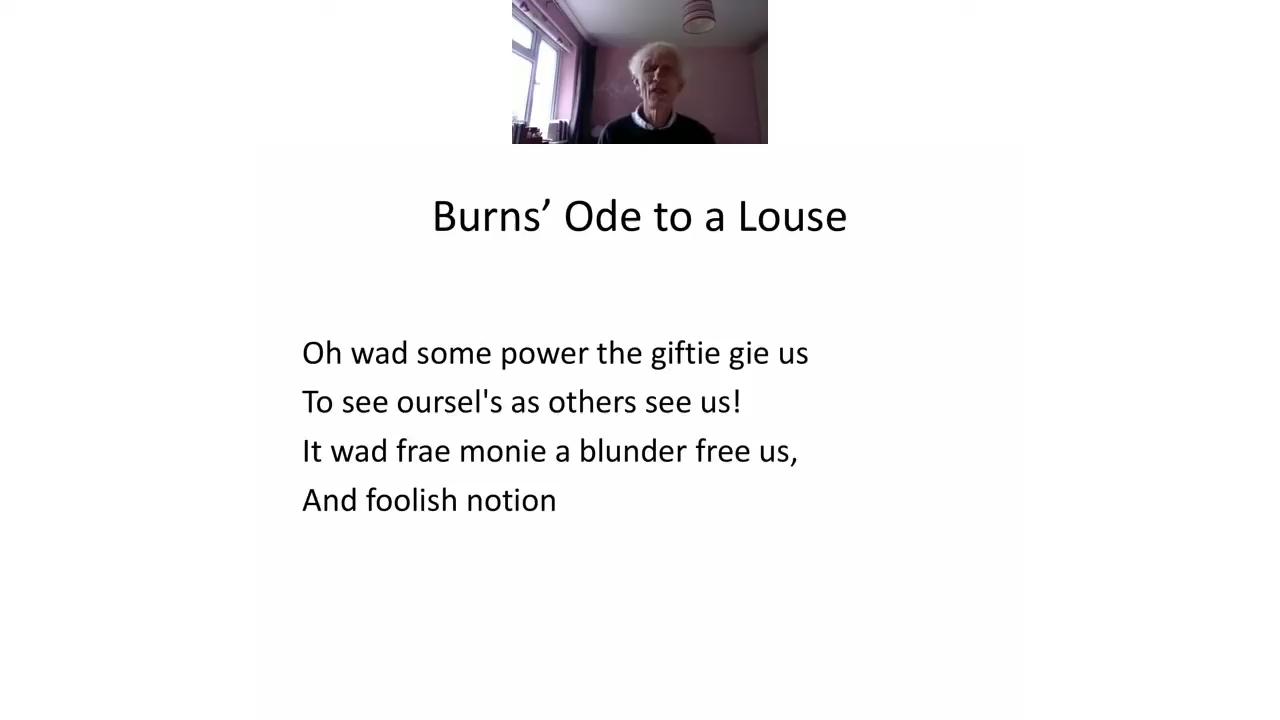 Burns’ Ode to a Louse
Oh wad some power the giftie gie us
To see oursel's as others see us!
It wad frae monie a blunder free us,
And foolish notion